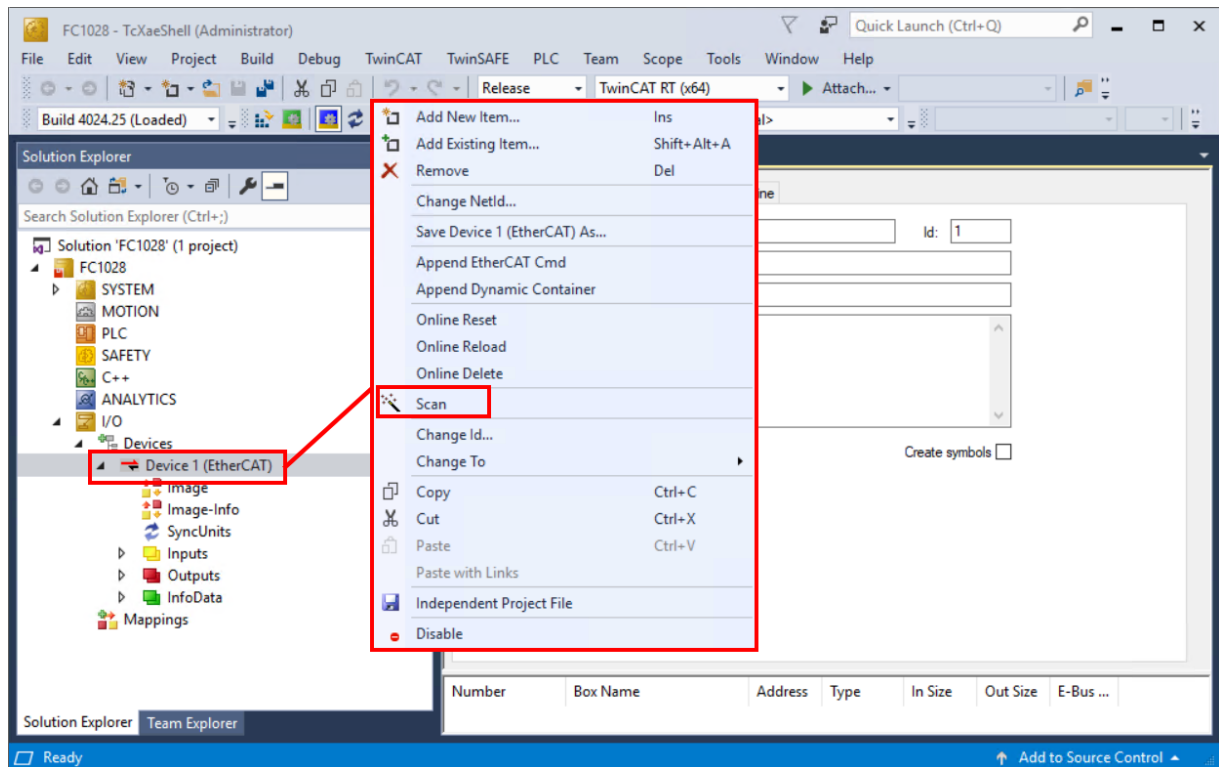 FC1028 - TcXaeShell (Administrator)
Quick Launch (Ctrl+Q)
File Edit View Project Build Debug TwinCAT TwinSAFE PLC Team Scope Tools Window Help
Release TwinCAT RT (x64) Attach...
Build 4024.25 (Loaded) al>
Solution Explorer
Search Solution Explorer (Ctrl+;)
Solution 'FC1028' (1 project)
FC1028
SYSTEM
MOTION
PLC
SAFETY
C++
ANALYTICS
I/O
Devices
Device 1 (EtherCAT)
Image
Image-Info
SyncUnits
Inputs
Outputs
InfoData
Mappings
Solution Explorer Team Explorer
Add New Item... Ins
Add Existing Item... Shift+Alt+A
Remove Del
Change NetId...
Save Device 1 (EtherCAT) As...
Append EtherCAT Cmd
Append Dynamic Container
Online Reset
Online Reload
Online Delete
Scan
Change Id...
Change To
Copy Ctrl+C
Cut Ctrl+X
Paste Ctrl+V
Paste with Links
Independent Project File
Disable
ine
Id: 1
Create symbols
Number Box Name Address Type In Size Out Size E-Bus ...
Ready Add to Source Control